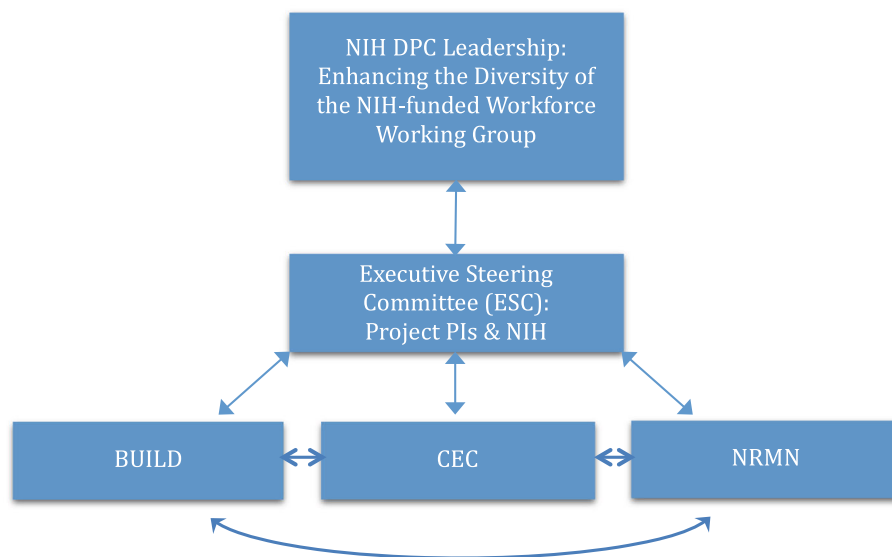 NIH DPC Leadership:
Enhancing the Diversity of
the NIH-funded Workforce
Working Group
Executive Steering
Committee (ESC):
Project PIs & NIH
BUILD
CEC
NRMN